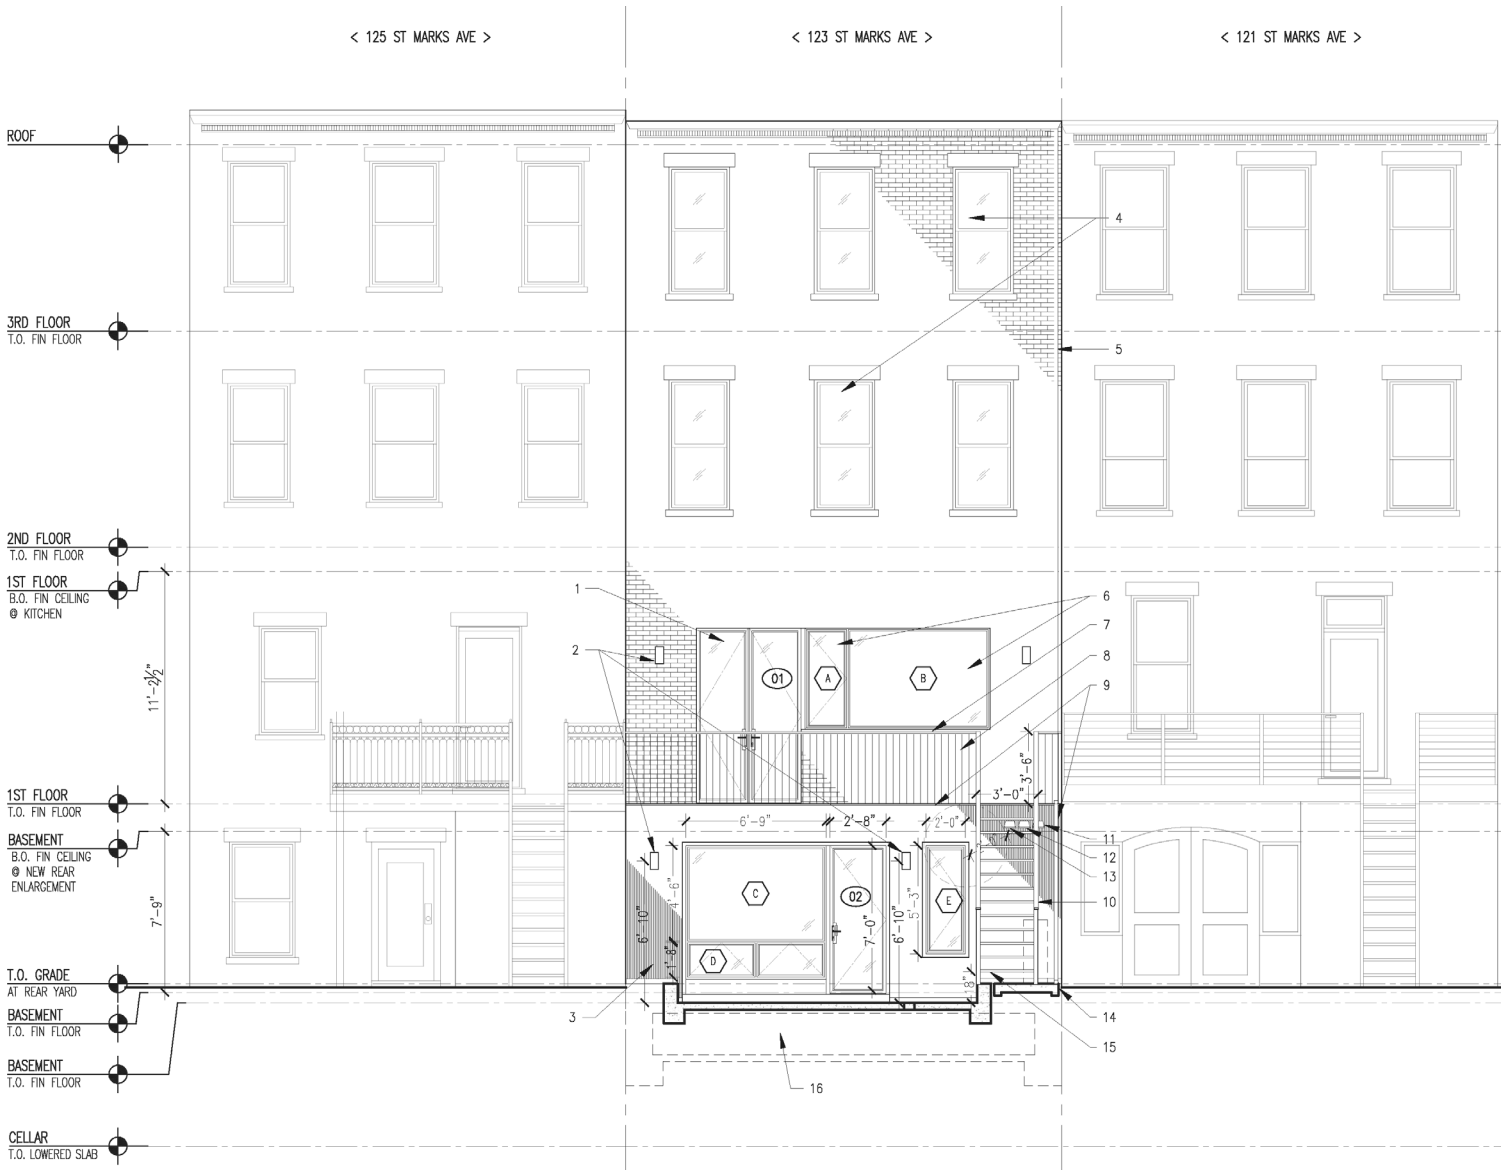 < 125 ST MARKS AVE >
< 123 ST MARKS AVE >
< 121 ST MARKS AVE >
ROOF
4
3RD FLOOR
T.O. FIN FLOOR
5
2ND FLOOR
T.O. FIN FLOOR
1ST FLOOR
B.O. FIN CEILING
@ KITCHEN
1
2
6
7
8
9
01
A
B
11'-2½"
3'-6"
3'-0"
1ST FLOOR
T.O. FIN FLOOR
6'-9"
2'-8"
2'-0"
BASEMENT
B.O. FIN CEILING
@ NEW REAR
ENLARGEMENT
11
12
13
10
7'-9"
C
02
E
D
4'-6"
6'-10"
1'-8"
7'-0"
6'-10"
5'-3"
18"
T.O. GRADE
AT REAR YARD
BASEMENT
T.O. FIN FLOOR
3
14
15
BASEMENT
T.O. FIN FLOOR
16
CELLAR
T.O. LOWERED SLAB